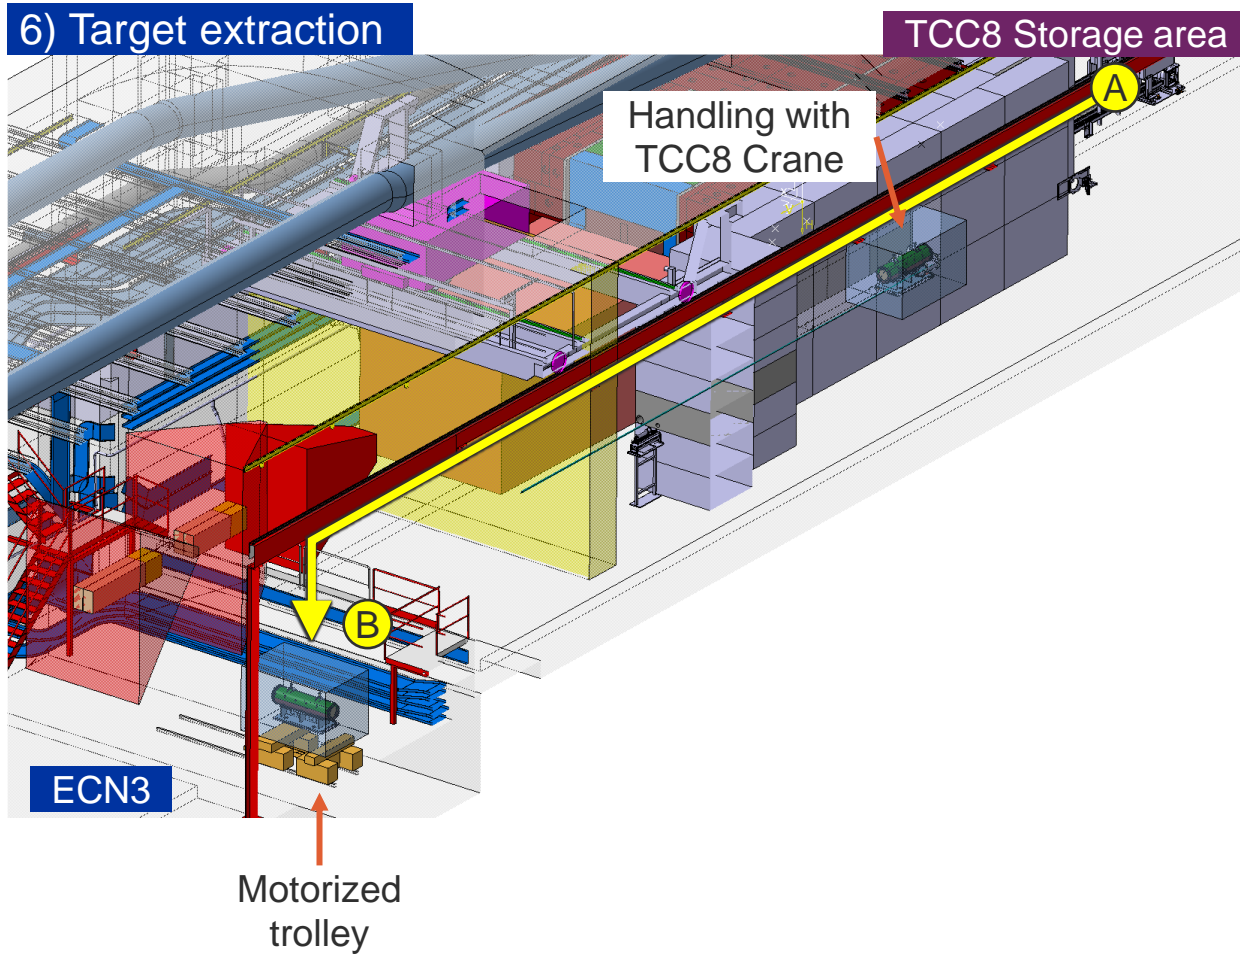 6) Target extraction
TCC8 Storage area
A
Handling with
TCC8 Crane
B
ECN3
Motorized
trolley